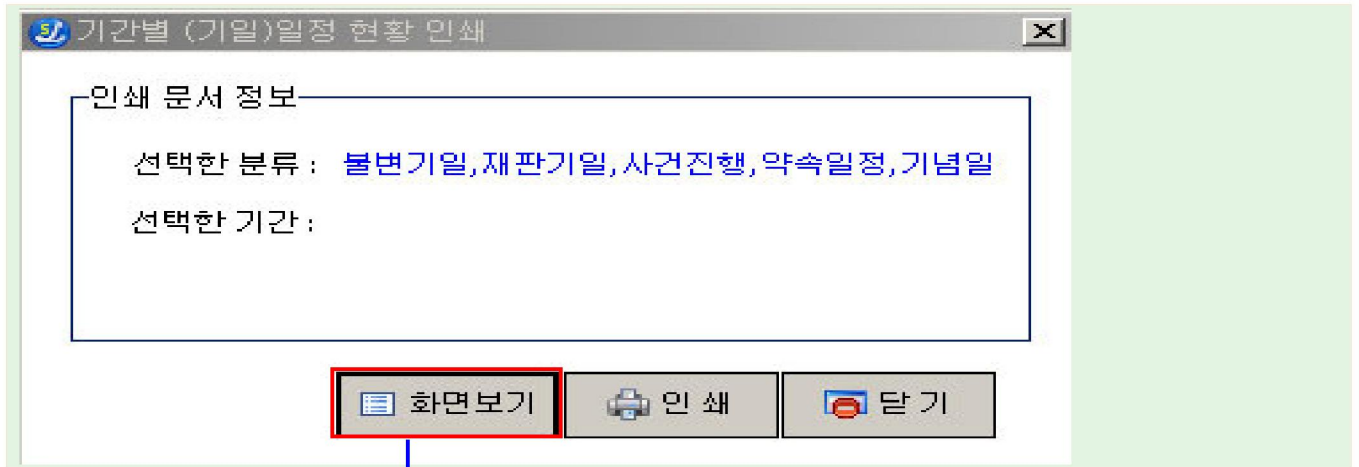 기간별 (기일)일정 현황 인쇄
인쇄 문서 정보
선택한 분류 : 불변기일,재판기일,사건진행,약속일정,기념일
선택한 기간 :
화면보기 인 쇄 닫 기